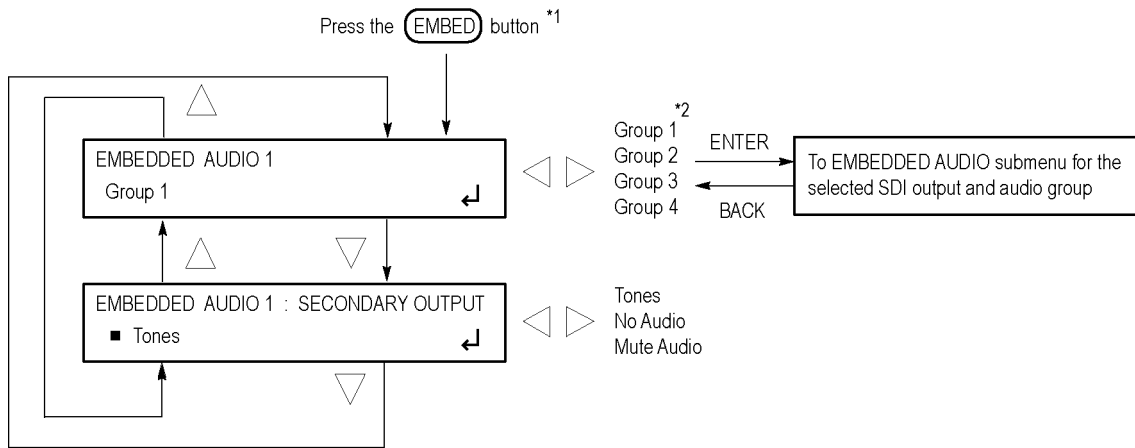 Press the EMBED button *1
EMBEDDED AUDIO 1
Group 1
*2
Group 1
Group 2
Group 3
Group 4
ENTER
BACK
To EMBEDDED AUDIO submenu for the
selected SDI output and audio group
EMBEDDED AUDIO 1 : SECONDARY OUTPUT
■ Tones
Tones
No Audio
Mute Audio